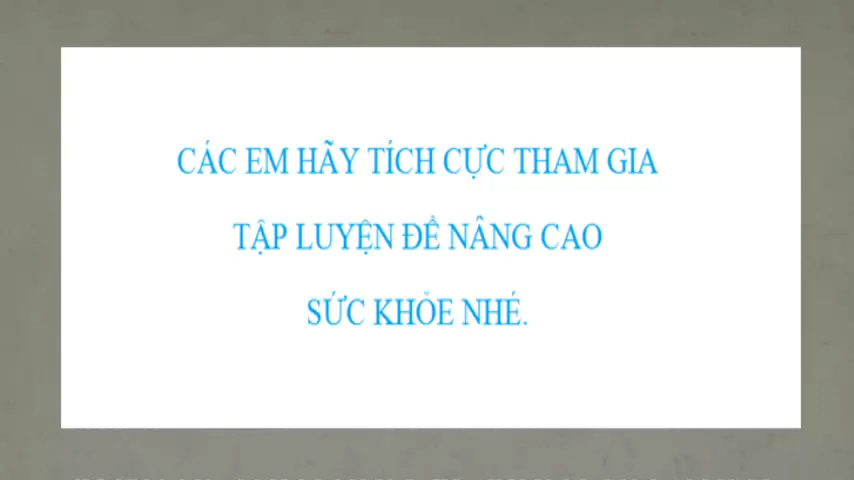 CÁC EM HÃY TÍCH CỰC THAM GIA
TẬP LUYỆN ĐỂ NÂNG CAO
SỨC KHỎE NHÉ.